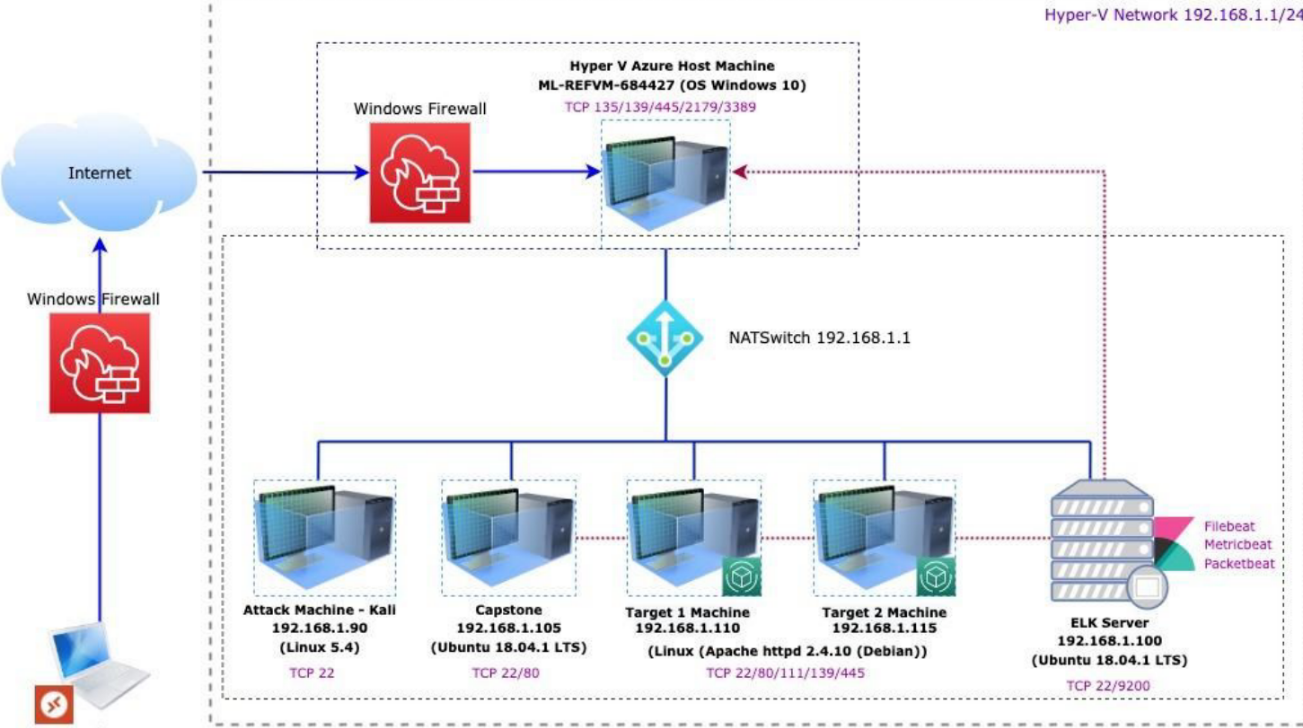 Hyper-V Network 192.168.1.1/24
Hyper V Azure Host Machine
ML-REFVM-684427 (OS Windows 10)
TCP 135/139/445/2179/3389
Windows Firewall
Internet
Windows Firewall
NATSwitch 192.168.1.1
Filebeat
Metricbeat
Packetbeat
Attack Machine - Kali
192.168.1.90
(Linux 5.4)
TCP 22
Capstone
192.168.1.105
(Ubuntu 18.04.1 LTS)
TCP 22/80
Target 1 Machine
192.168.1.110
Target 2 Machine
192.168.1.115
(Linux (Apache httpd 2.4.10 (Debian))
TCP 22/80/111/139/445
ELK Server
192.168.1.100
(Ubuntu 18.04.1 LTS)
TCP 22/9200